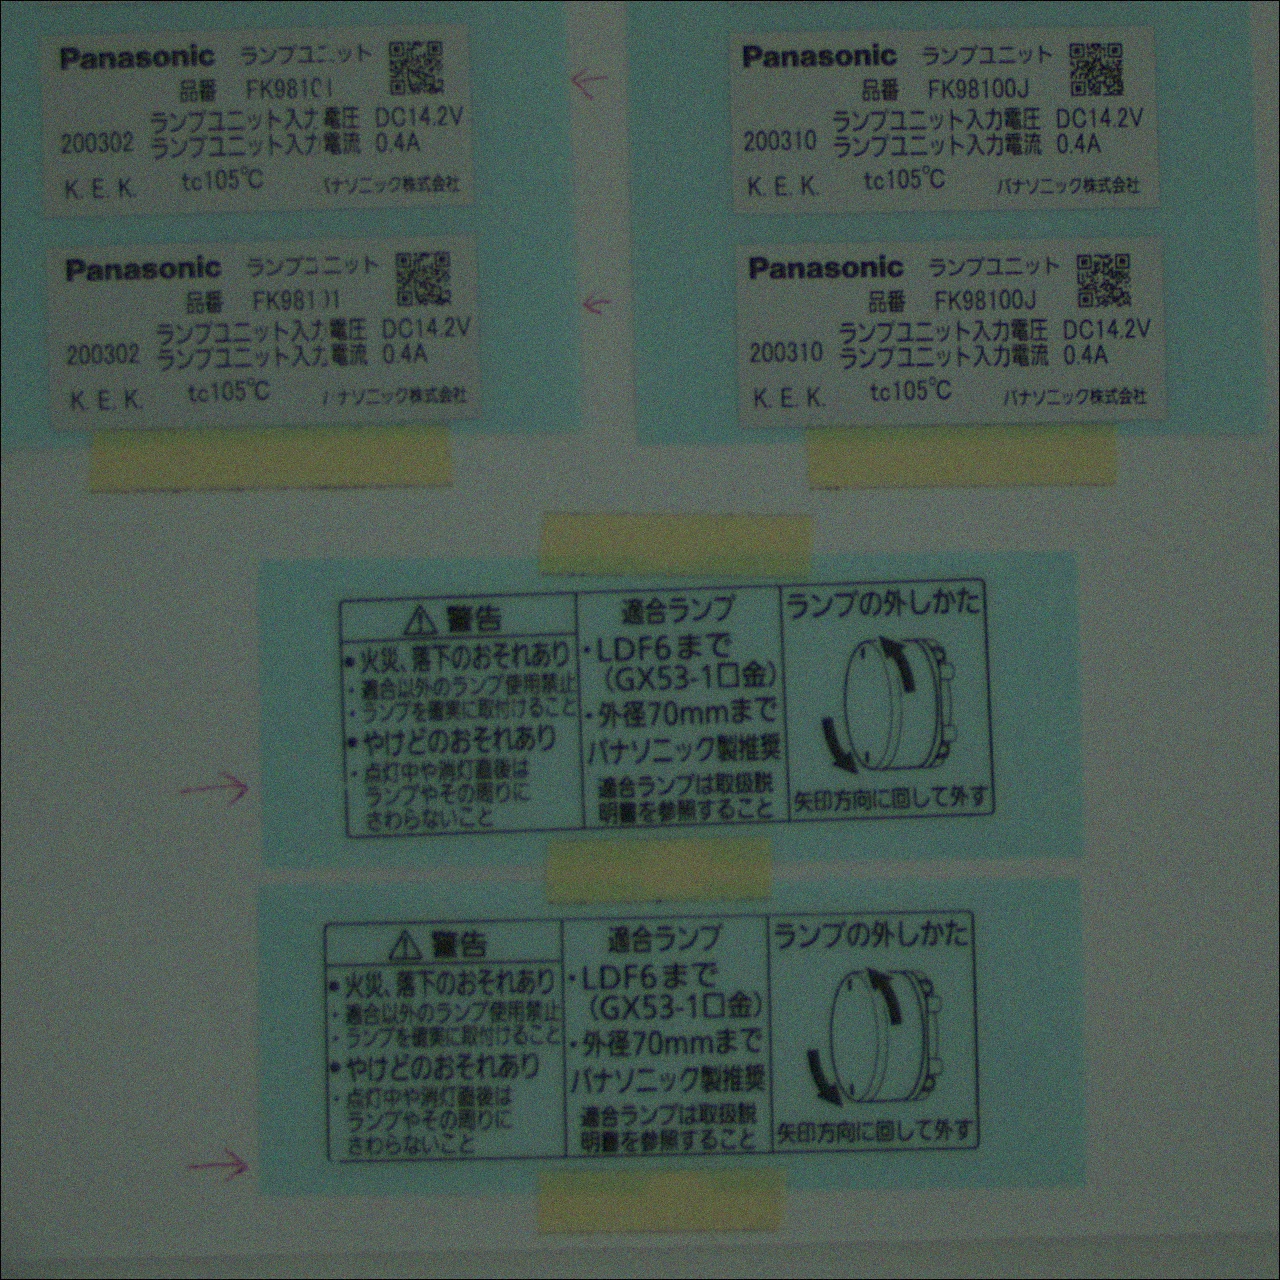 Panasonic ランプユニット
品番 FK9810
ランプユニット入力電圧 DC14.2V
200302 ランプユニット入力電流 0.4A
K. E. K. tc105℃ パナソニック株式会社
Panasonic ランプユニット
品番 FK98100J
ランプユニット入力電圧 DC14.2V
200310 ランプユニット入力電流 0.4A
K. E. K. tc105℃ パナソニック株式会社
Panasonic ランプユニット
品番 FK981
ランプユニット入力電圧 DC14.2V
200302 ランプユニット入力電流 0.4A
K. E. K. tc105℃ ナソニック株式会社
Panasonic ランプユニット
品番 FK98100J
ランプユニット入力電圧 DC14.2V
200310 ランプユニット入力電流 0.4A
K. E. K. tc105℃ パナソニック株式会社
⚠ 警告
● 火災、落下のおそれあり
・適合以外のランプ使用禁止
・ランプを確実に取付けること
● やけどのおそれあり
・点灯中や消灯直後は
ランプやその周りに
さわらないこと
適合ランプ
・LDF6まで
(GX53-1口金)
・外径70mmまで
パナソニック製推奨
適合ランプは取扱説
明書を参照すること
ランプの外しかた
矢印方向に回して外す
⚠ 警告
● 火災、落下のおそれあり
・適合以外のランプ使用禁止
・ランプを確実に取付けること
● やけどのおそれあり
・点灯中や消灯直後は
ランプやその周りに
さわらないこと
適合ランプ
・LDF6まで
(GX53-1口金)
・外径70mmまで
パナソニック製推奨
適合ランプは取扱説
明書を参照すること
ランプの外しかた
矢印方向に回して外す